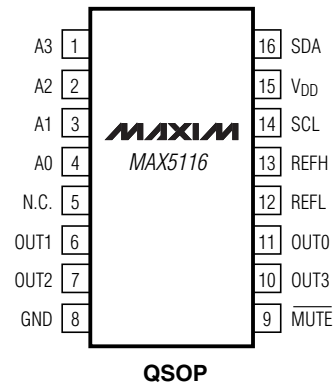 A3 1 16 SDA
A2 2 15 VDD
A1 3 MAXIM 14 SCL
A0 4 MAX5116 13 REFH
N.C. 5 12 REFL
OUT1 6 11 OUT0
OUT2 7 10 OUT3
GND 8 9 MUTE
QSOP